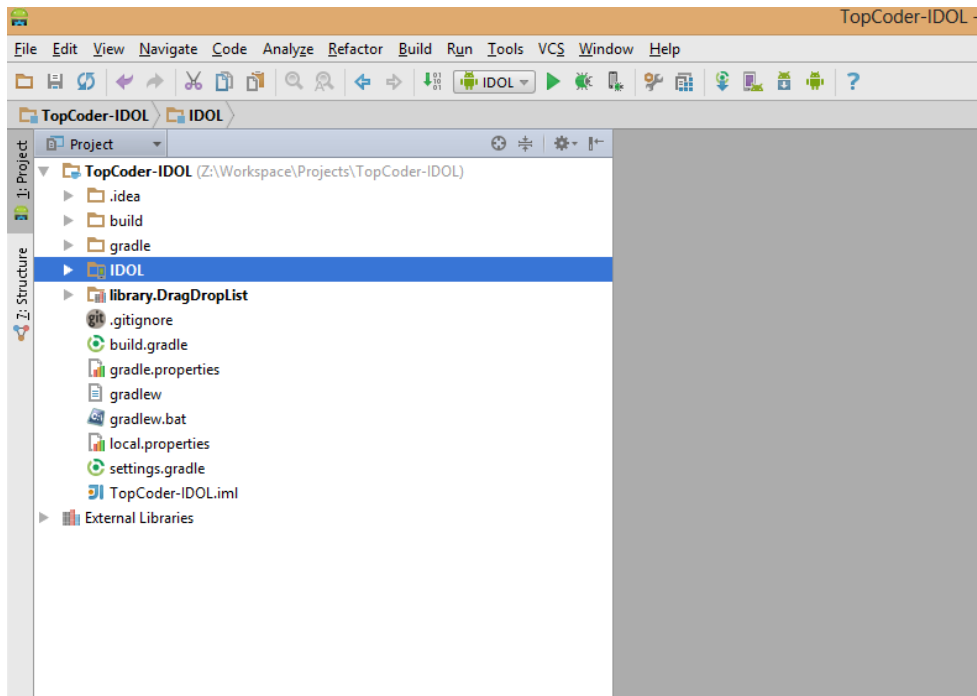 TopCoder-IDOL -
File Edit View Navigate Code Analyze Refactor Build Run Tools VCS Window Help
IDOL
TopCoder-IDOL IDOL
1: Project
7: Structure
Project
TopCoder-IDOL (Z:\Workspace\Projects\TopCoder-IDOL)
.idea
build
gradle
IDOL
library.DragDropList
.gitignore
build.gradle
gradle.properties
gradlew
gradlew.bat
local.properties
settings.gradle
TopCoder-IDOL.iml
External Libraries